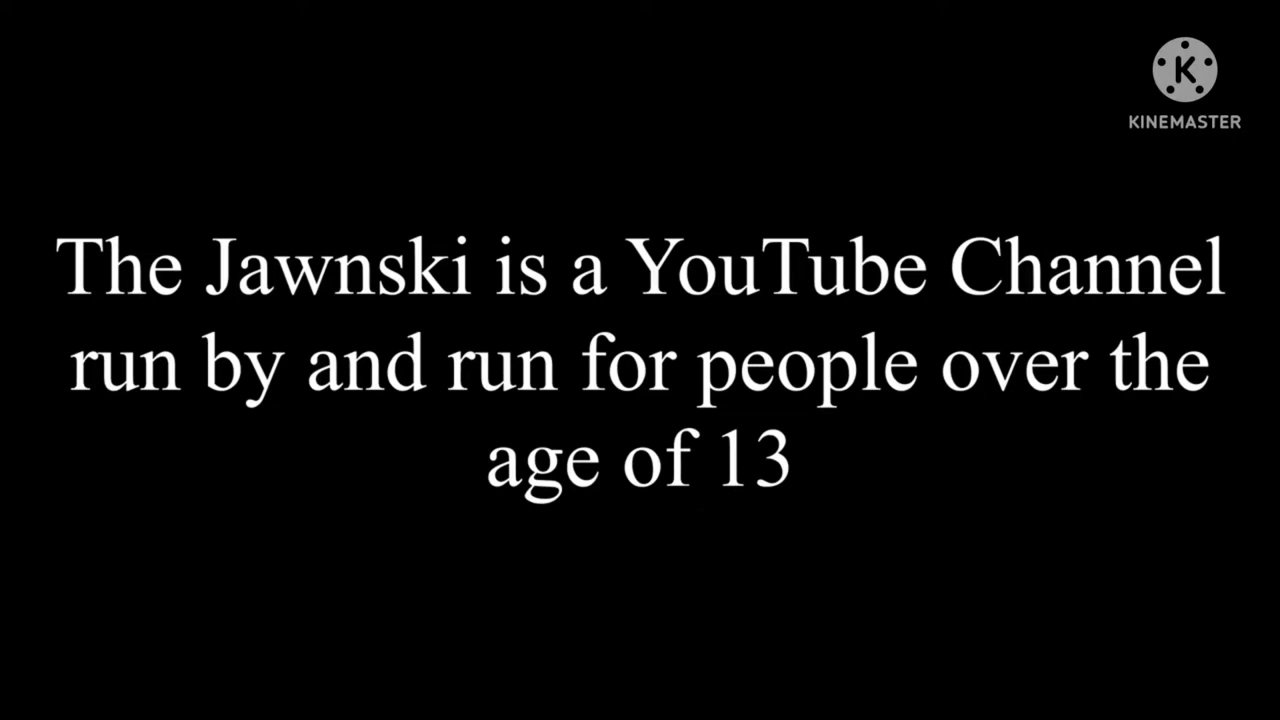 K
KINEMASTER
The Jawnski is a YouTube Channel
run by and run for people over the
age of 13